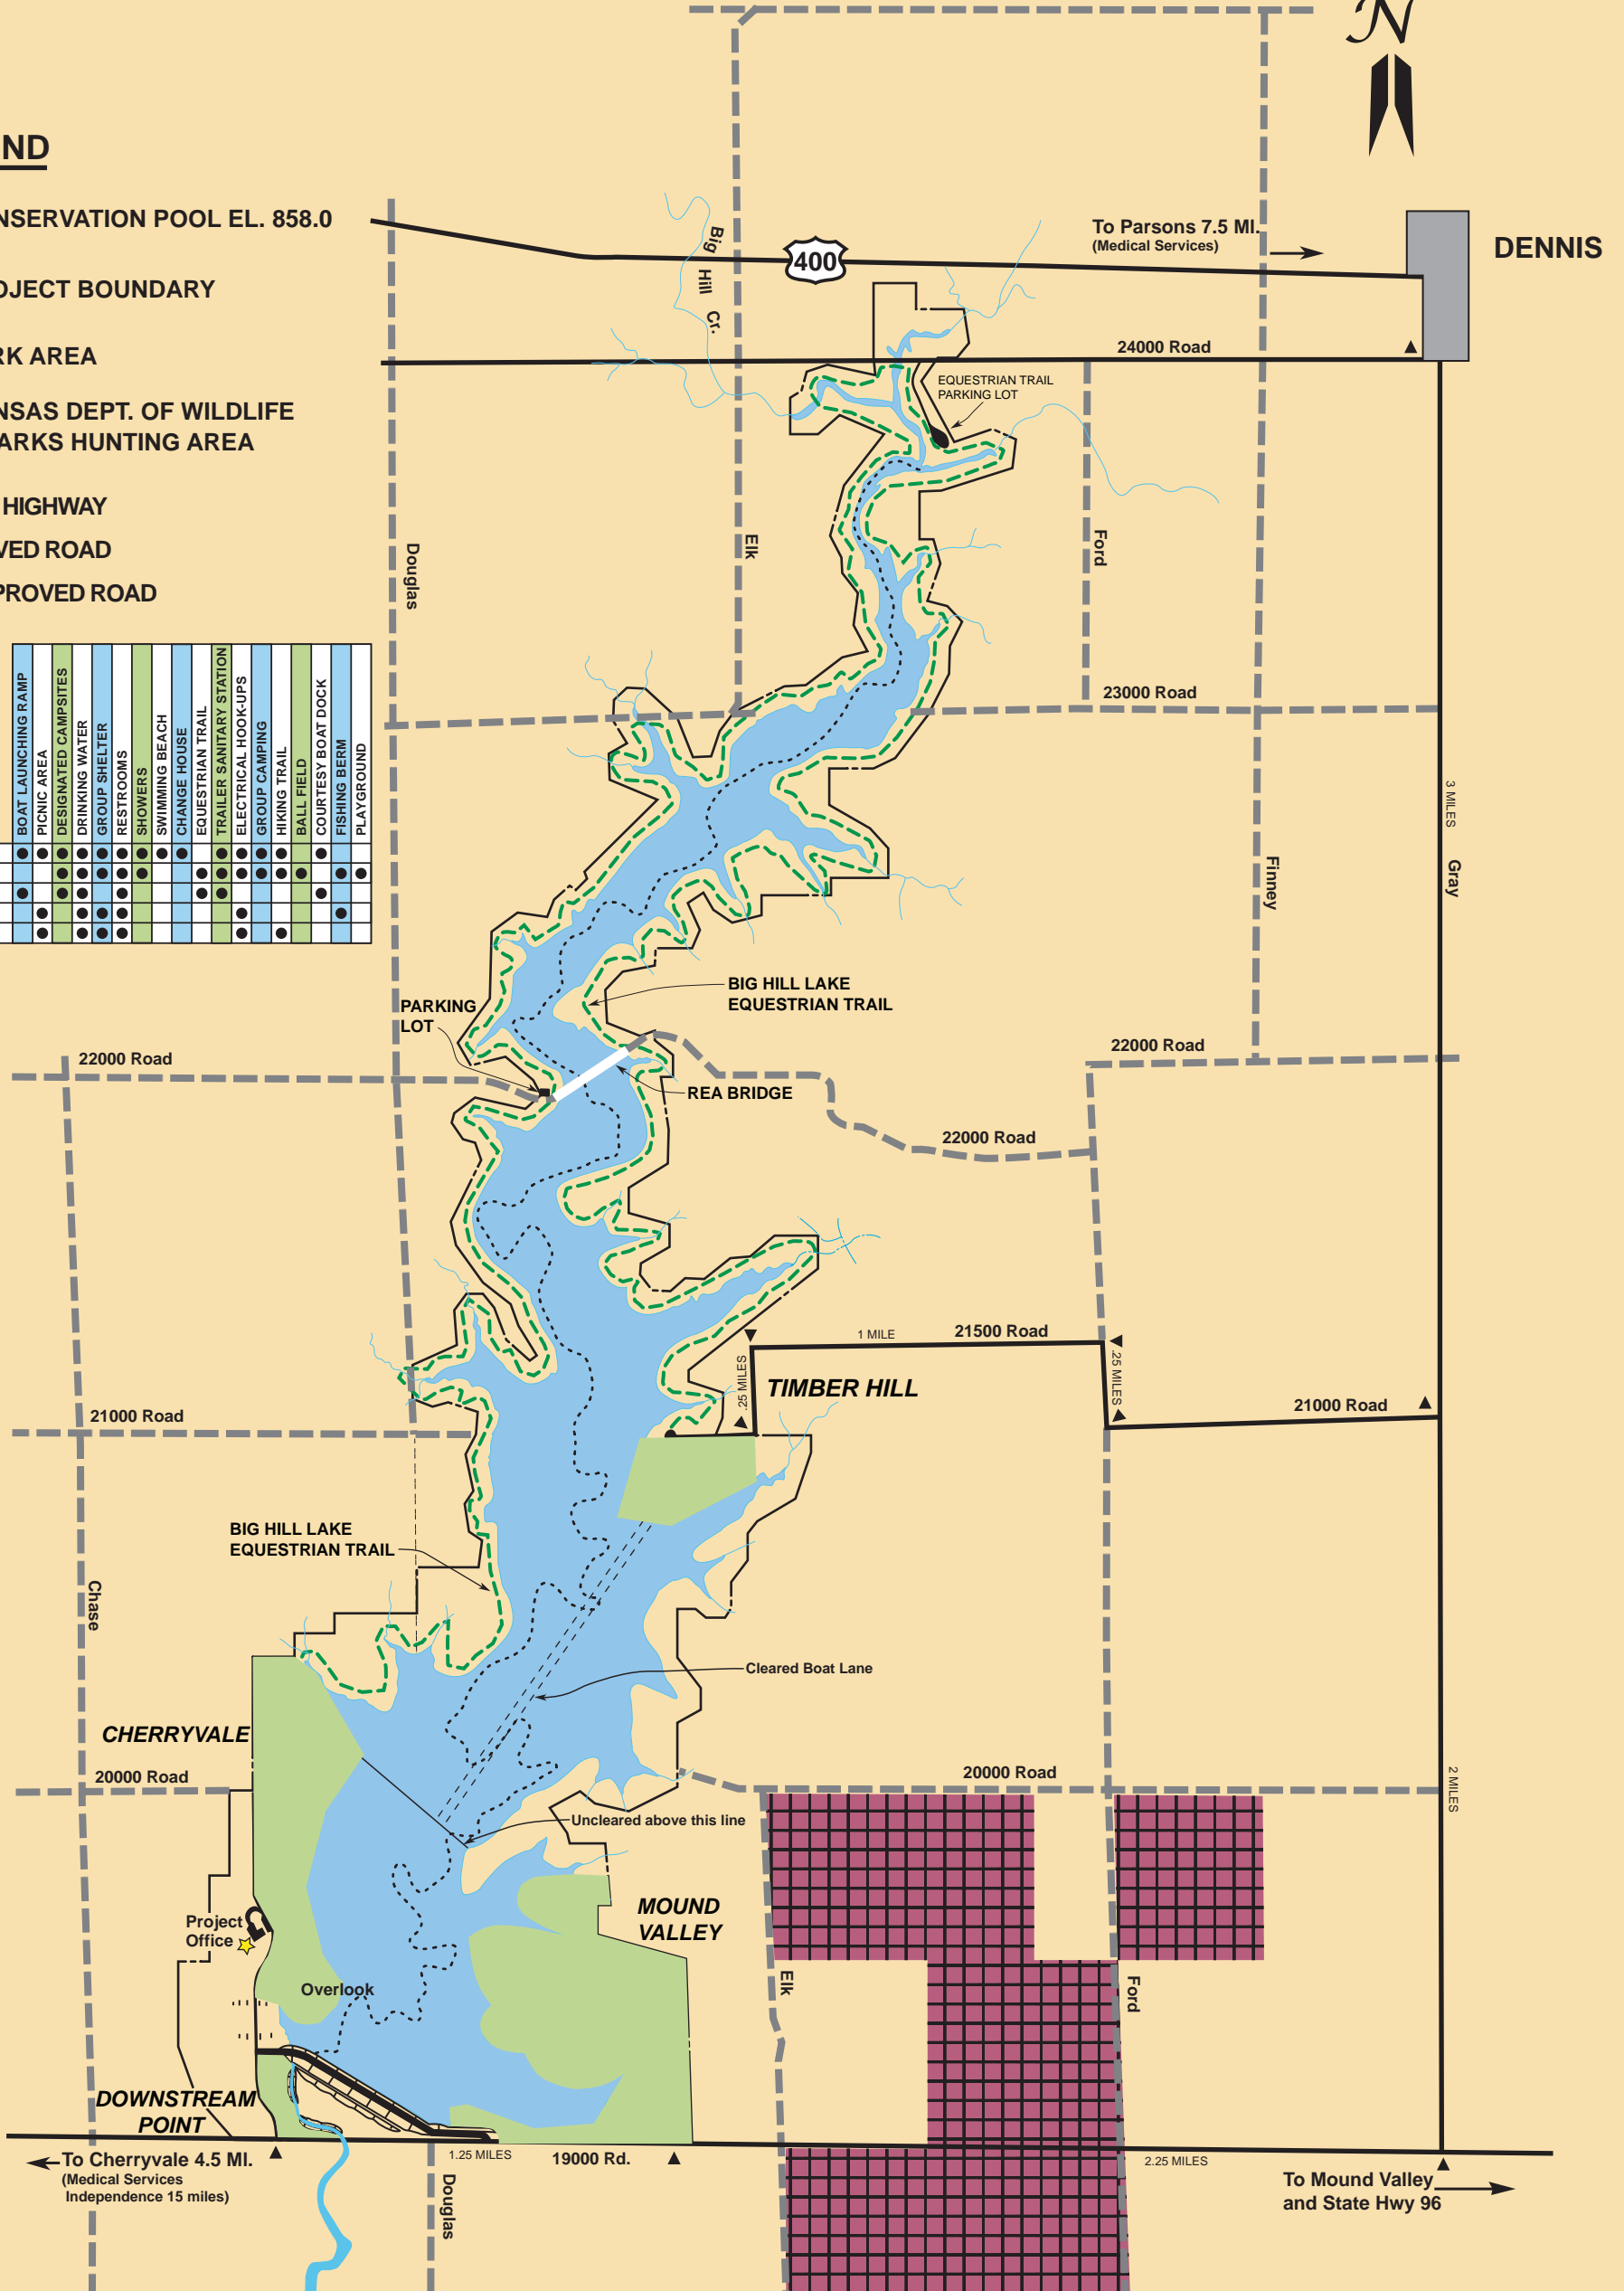 N
ND
NSERVATION POOL EL. 858.0
OJECT BOUNDARY
RK AREA
NSAS DEPT. OF WILDLIFE
ARKS HUNTING AREA
HIGHWAY
VED ROAD
PROVED ROAD
BOAT LAUNCHING RAMP
PICNIC AREA
DESIGNATED CAMPSITES
DRINKING WATER
GROUP SHELTER
RESTROOMS
SHOWERS
SWIMMING BEACH
CHANGE HOUSE
EQUESTRIAN TRAIL
TRAILER SANITARY STATION
ELECTRICAL HOOK-UPS
GROUP CAMPING
HIKING TRAIL
BALL FIELD
COURTESY BOAT DOCK
FISHING BERM
PLAYGROUND
Big Hill Cr.
400
To Parsons 7.5 MI.
(Medical Services)
DENNIS
24000 Road
EQUESTRIAN TRAIL
PARKING LOT
Douglas
Elk
Ford
23000 Road
3 MILES
Gray
Finney
BIG HILL LAKE
EQUESTRIAN TRAIL
PARKING
LOT
22000 Road
22000 Road
REA BRIDGE
22000 Road
1 MILE
21500 Road
.25 MILES
.25 MILES
TIMBER HILL
21000 Road
21000 Road
BIG HILL LAKE
EQUESTRIAN TRAIL
Chase
Cleared Boat Lane
CHERRYVALE
20000 Road
20000 Road
2 MILES
Uncleared above this line
MOUND
VALLEY
Project
Office
Overlook
Elk
Ford
DOWNSTREAM
POINT
To Cherryvale 4.5 MI.
(Medical Services
Independence 15 miles)
1.25 MILES
19000 Rd.
2.25 MILES
Douglas
To Mound Valley
and State Hwy 96